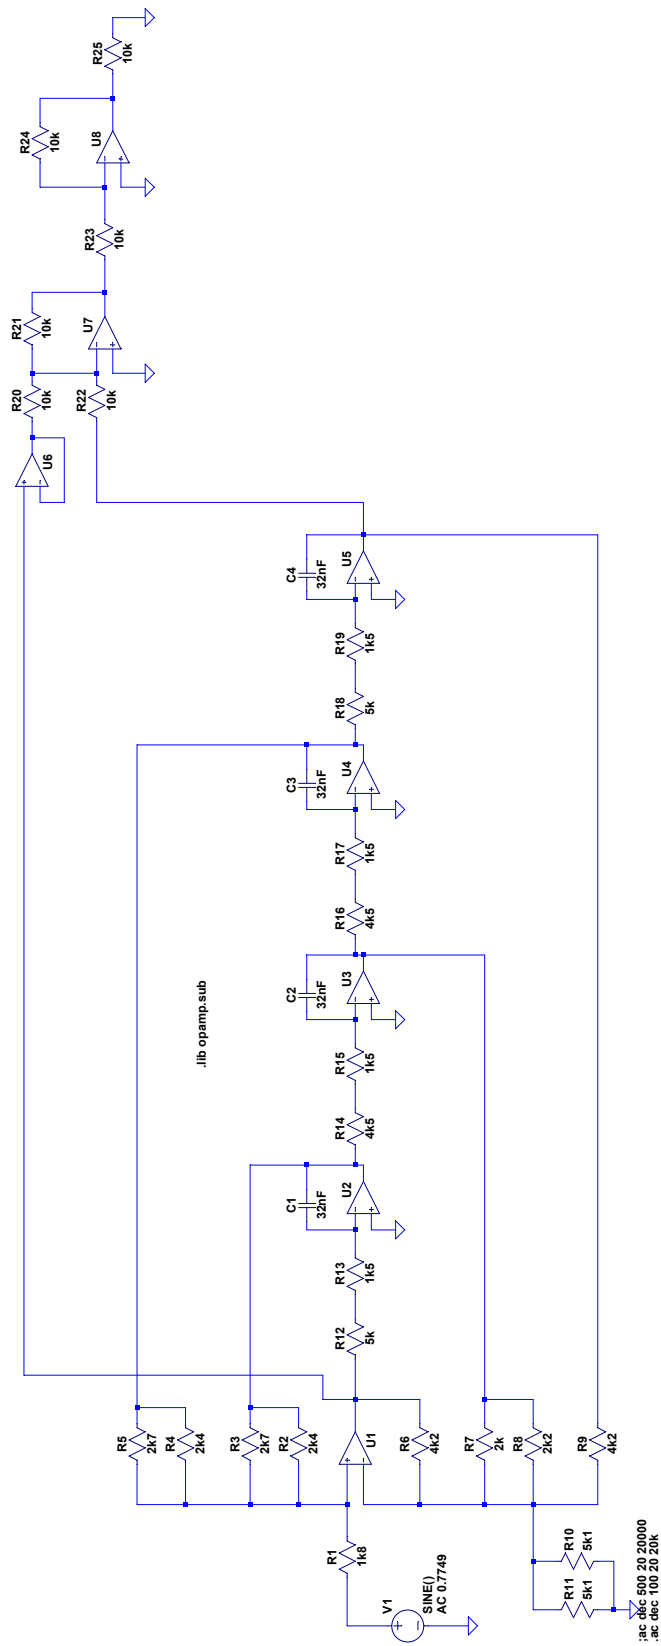 R25
10k
R24
10k
U8
R23
10k
R21
10k
U7
R20
10k
R22
10k
U6
C4
32nF
U5
R19
1k5
R18
5k
C3
32nF
U4
R17
1k5
R16
4k5
C2
32nF
U3
R15
1k5
.lib opamp.sub
R14
4k5
C1
32nF
U2
R13
1k5
R12
5k
R5
2k7
R4
2k4
R3
2k7
R2
2k4
U1
R6
4k2
R7
2k
R8
2k2
R9
4k2
R1
1k8
R10
5k1
R11
5k1
V1
SINE()
AC 0.7749
;ac dec 500 20 20000
.ac dec 100 20 20k